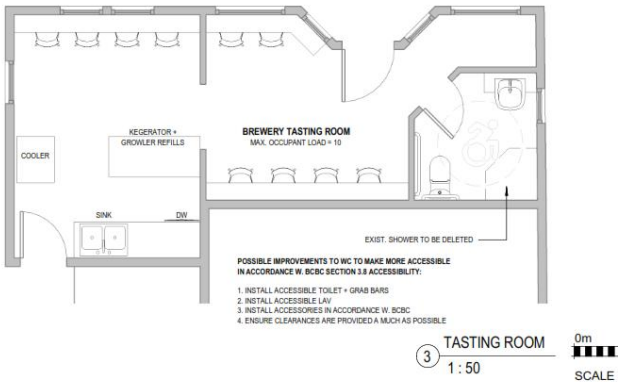 KEGERATOR +
GROWLER REFILLS
BREWERY TASTING ROOM
MAX. OCCUPANT LOAD = 10
COOLER
SINK
DW
EXIST. SHOWER TO BE DELETED
POSSIBLE IMPROVEMENTS TO WC TO MAKE MORE ACCESSIBLE
IN ACCORDANCE W. BCBC SECTION 3.8 ACCESSIBILITY:
1. INSTALL ACCESSIBLE TOILET + GRAB BARS
2. INSTALL ACCESSIBLE LAV
3. INSTALL ACCESSORIES IN ACCORDANCE W. BCBC
4. ENSURE CLEARANCES ARE PROVIDED A MUCH AS POSSIBLE
3
TASTING ROOM
1 : 50
0m
SCALE